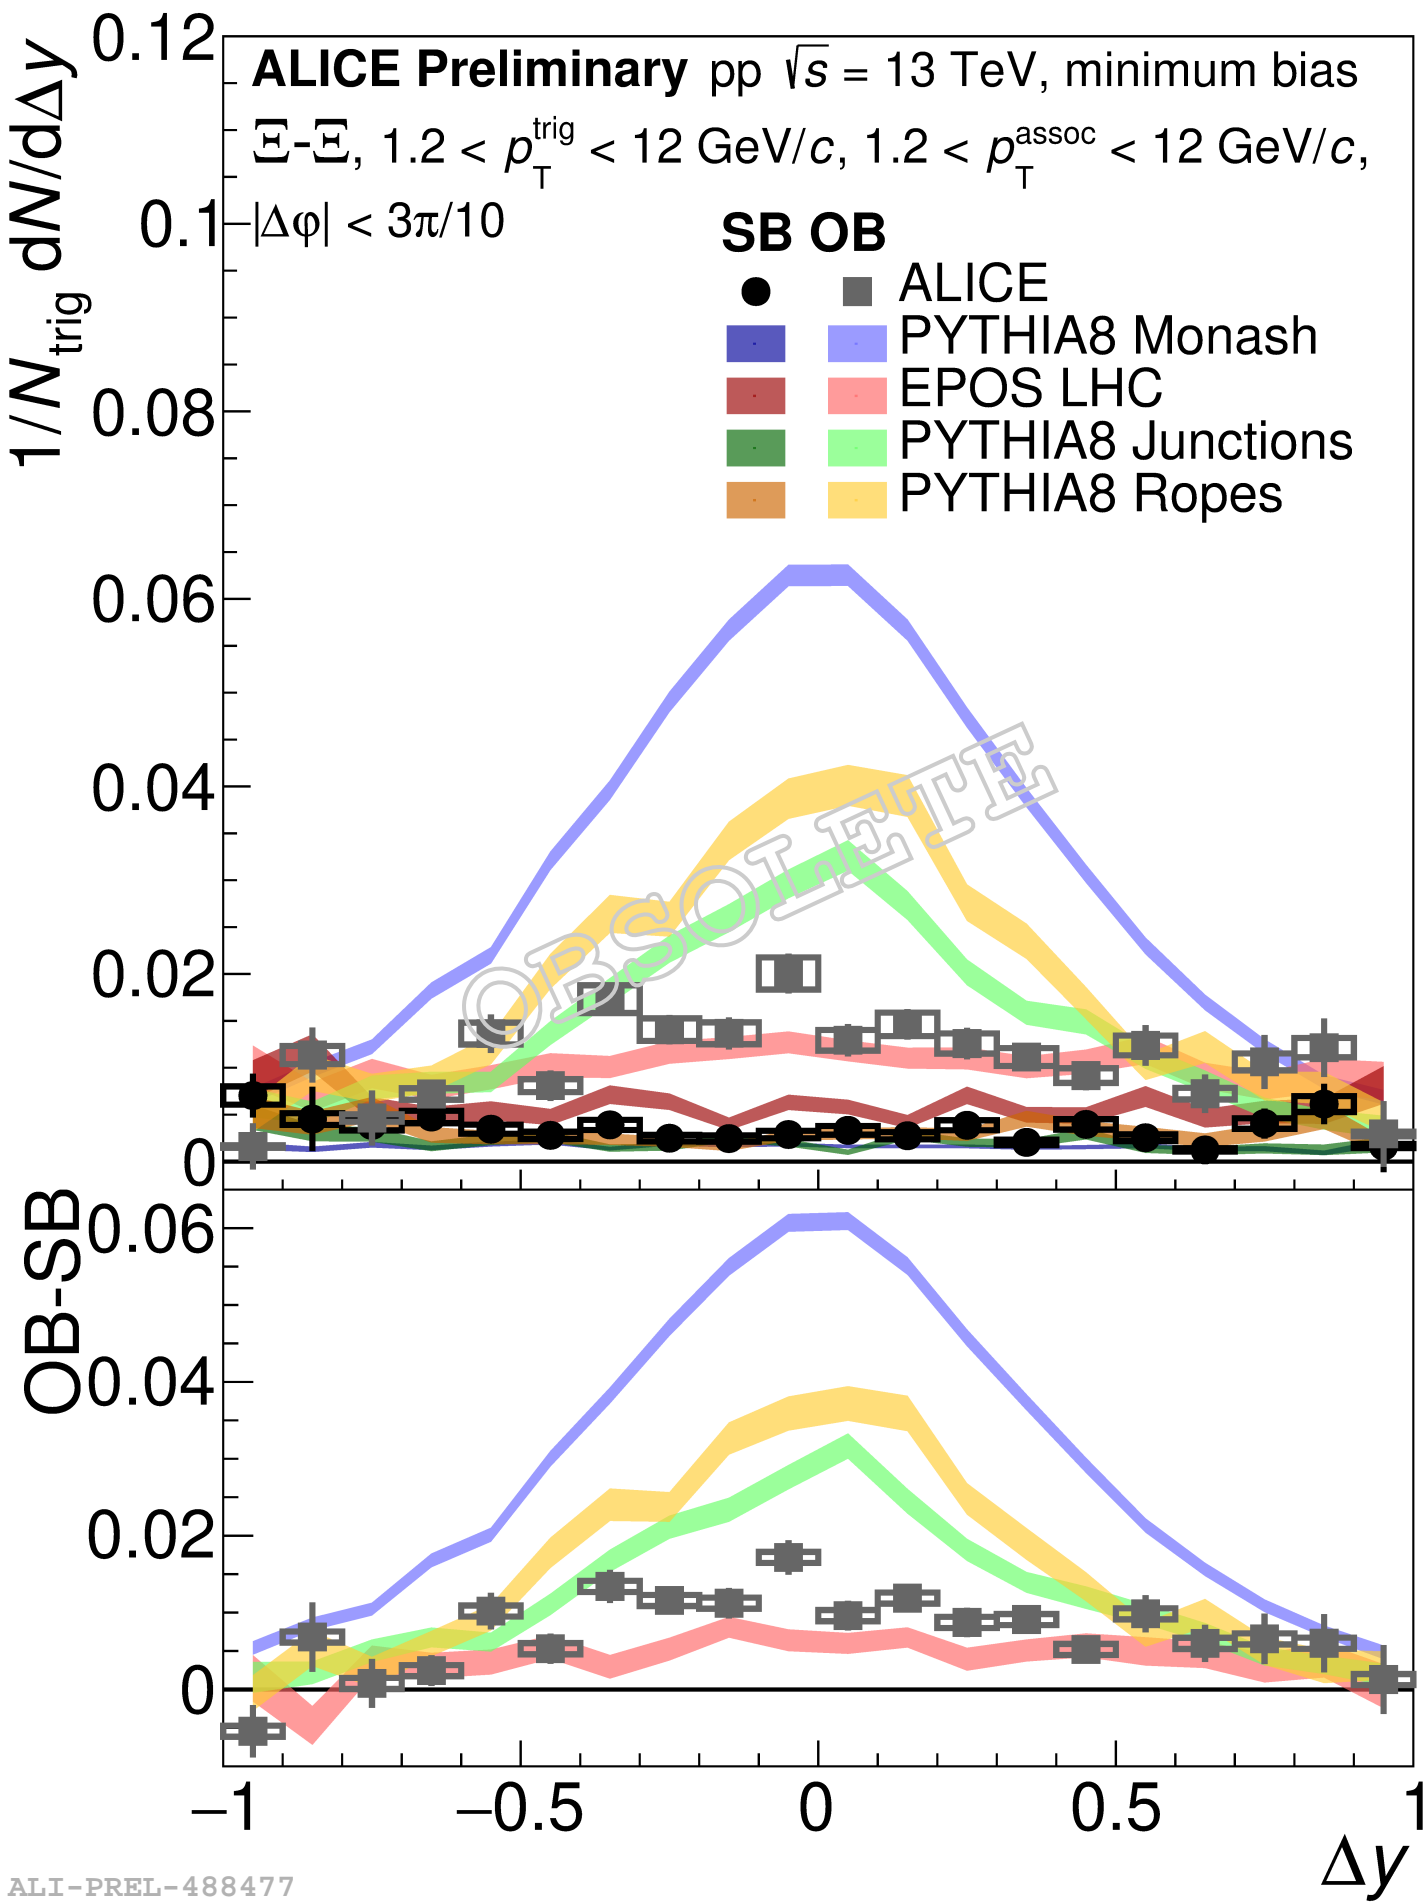 0.12
ALICE Preliminary pp √s = 13 TeV, minimum bias
Ξ-Ξ, 1.2 < p_T^trig < 12 GeV/c, 1.2 < p_T^assoc < 12 GeV/c,
|Δφ| < 3π/10
1/N_trig dN/dΔy
0.1
SB OB
ALICE
PYTHIA8 Monash
EPOS LHC
PYTHIA8 Junctions
PYTHIA8 Ropes
0.08
0.06
0.04
0.02
0
OBSOLETE
OB-SB
0.06
0.04
0.02
0
−1 −0.5 0 0.5 1
Δy
ALI-PREL-488477